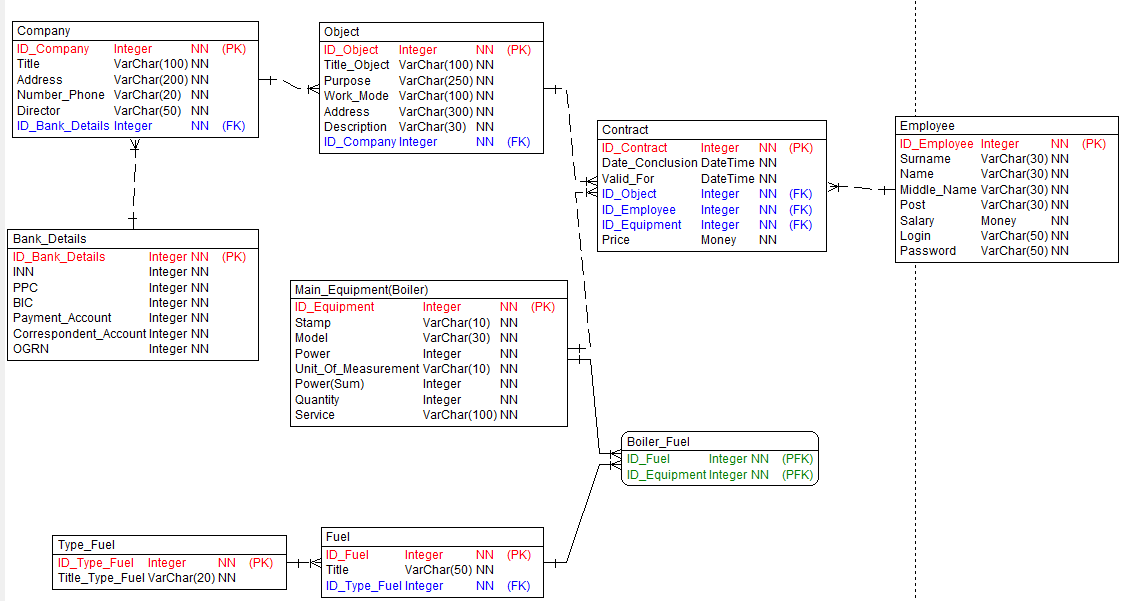 Company
ID_Company Integer NN (PK)
Title VarChar(100) NN
Address VarChar(200) NN
Number_Phone VarChar(20) NN
Director VarChar(50) NN
ID_Bank_Details Integer NN (FK)
Object
ID_Object Integer NN (PK)
Title_Object VarChar(100) NN
Purpose VarChar(250) NN
Work_Mode VarChar(100) NN
Address VarChar(300) NN
Description VarChar(30) NN
ID_Company Integer NN (FK)
Contract
ID_Contract Integer NN (PK)
Date_Conclusion DateTime NN
Valid_For DateTime NN
ID_Object Integer NN (FK)
ID_Employee Integer NN (FK)
ID_Equipment Integer NN (FK)
Price Money NN
Employee
ID_Employee Integer NN (PK)
Surname VarChar(30) NN
Name VarChar(30) NN
Middle_Name VarChar(30) NN
Post VarChar(30) NN
Salary Money NN
Login VarChar(50) NN
Password VarChar(50) NN
Bank_Details
ID_Bank_Details Integer NN (PK)
INN Integer NN
PPC Integer NN
BIC Integer NN
Payment_Account Integer NN
Correspondent_Account Integer NN
OGRN Integer NN
Main_Equipment(Boiler)
ID_Equipment Integer NN (PK)
Stamp VarChar(10) NN
Model VarChar(30) NN
Power Integer NN
Unit_Of_Measurement VarChar(10) NN
Power(Sum) Integer NN
Quantity Integer NN
Service VarChar(100) NN
Boiler_Fuel
ID_Fuel Integer NN (PFK)
ID_Equipment Integer NN (PFK)
Type_Fuel
ID_Type_Fuel Integer NN (PK)
Title_Type_Fuel VarChar(20) NN
Fuel
ID_Fuel Integer NN (PK)
Title VarChar(50) NN
ID_Type_Fuel Integer NN (FK)